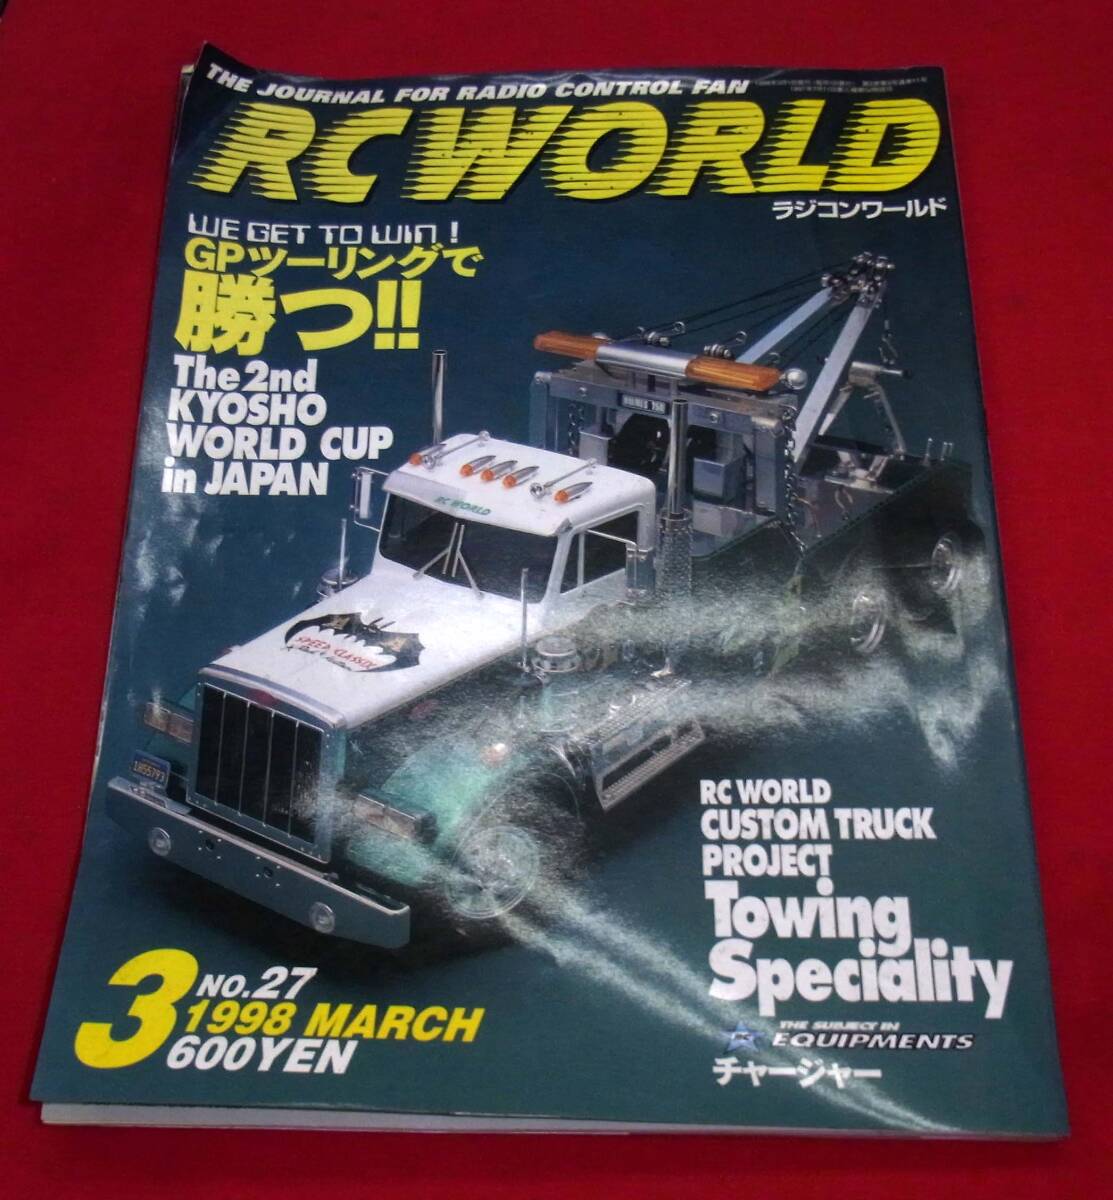 THE JOURNAL FOR RADIO CONTROL FAN
RC WORLD
ラジコンワールド
WE GET TO WIN!
GPツーリングで
勝つ!!
The 2nd
KYOSHO
WORLD CUP
in JAPAN
RC WORLD
SPEED CLASSIC
1H55793
RC WORLD
CUSTOM TRUCK
PROJECT
Towing
Speciality
THE SUBJECT IN
EQUIPMENTS
チャージャー
3 NO.27
1998 MARCH
600YEN